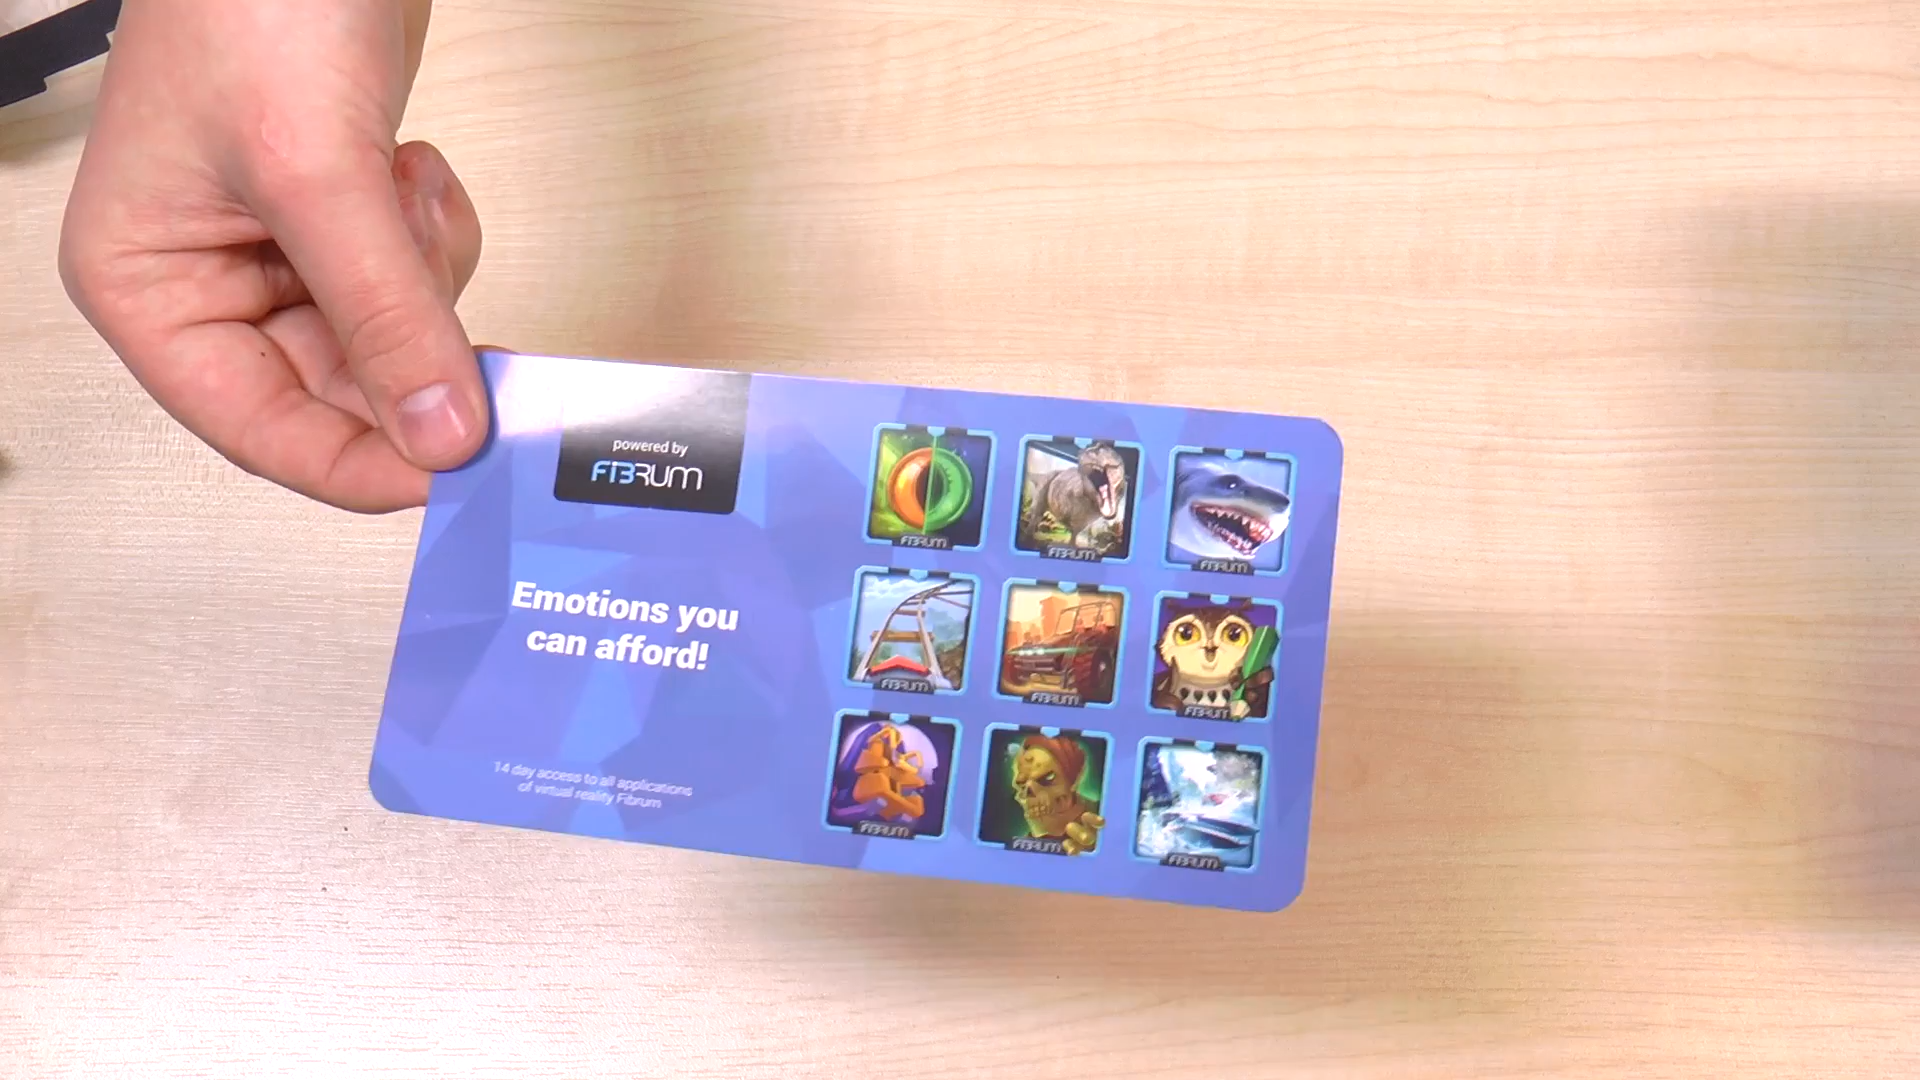 powered by
FIBRUM
Emotions you
can afford!
14 day access to all applications
of virtual reality Fibrum
FIBRUM
FIBRUM
FIBRUM
FIBRUM
FIBRUM
FIBRUM
FIBRUM
FIBRUM
FIBRUM